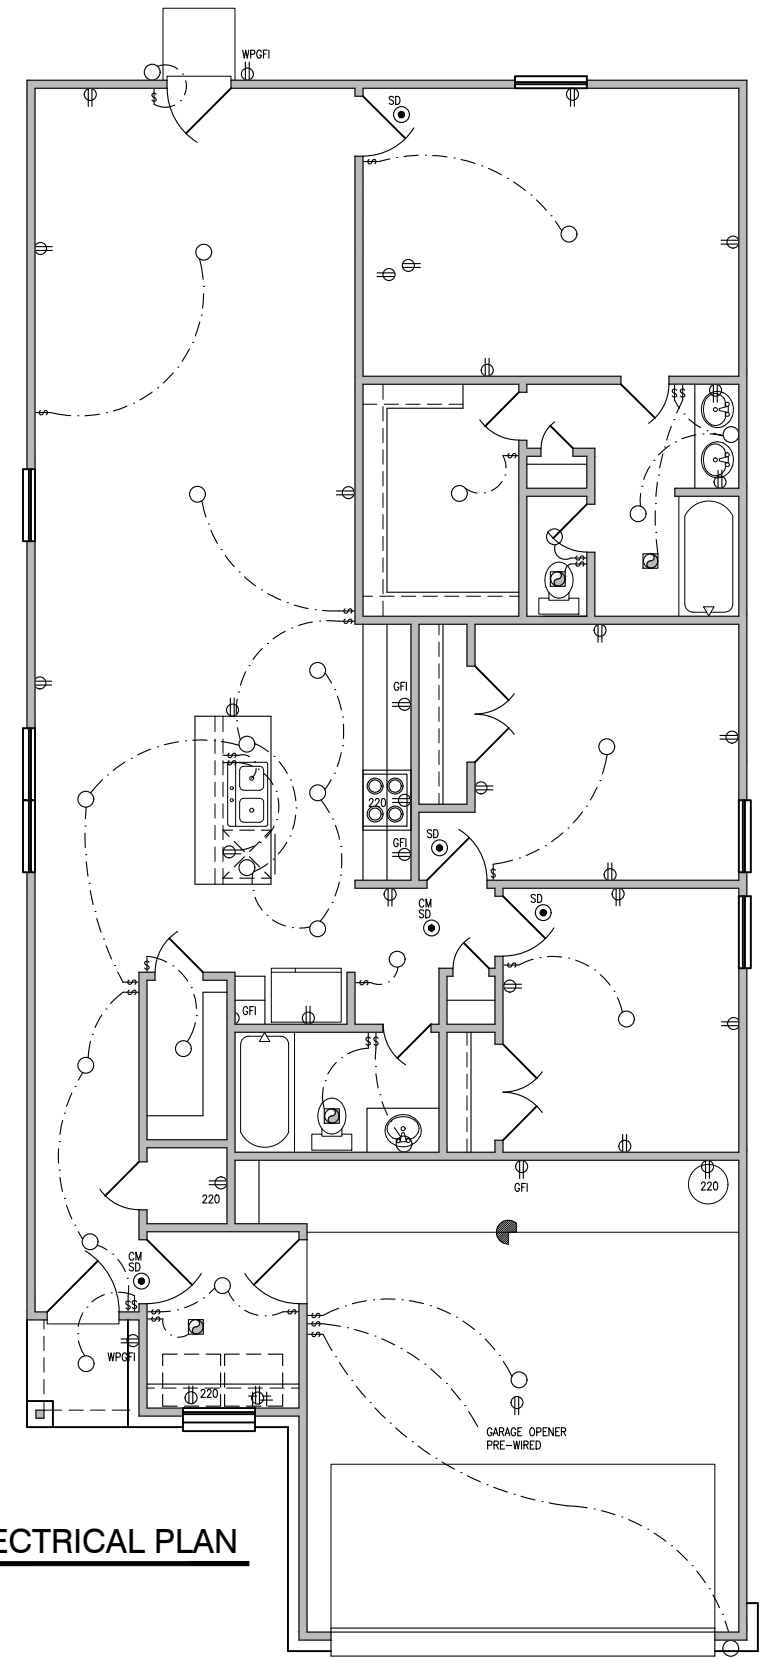 WPGFI
SD
GFI
220
GFI
SD
SD
CM
SD
GFI
220
GFI
220
CM
SD
WPGFI
220
GARAGE OPENER
PRE-WIRED
ECTRICAL PLAN